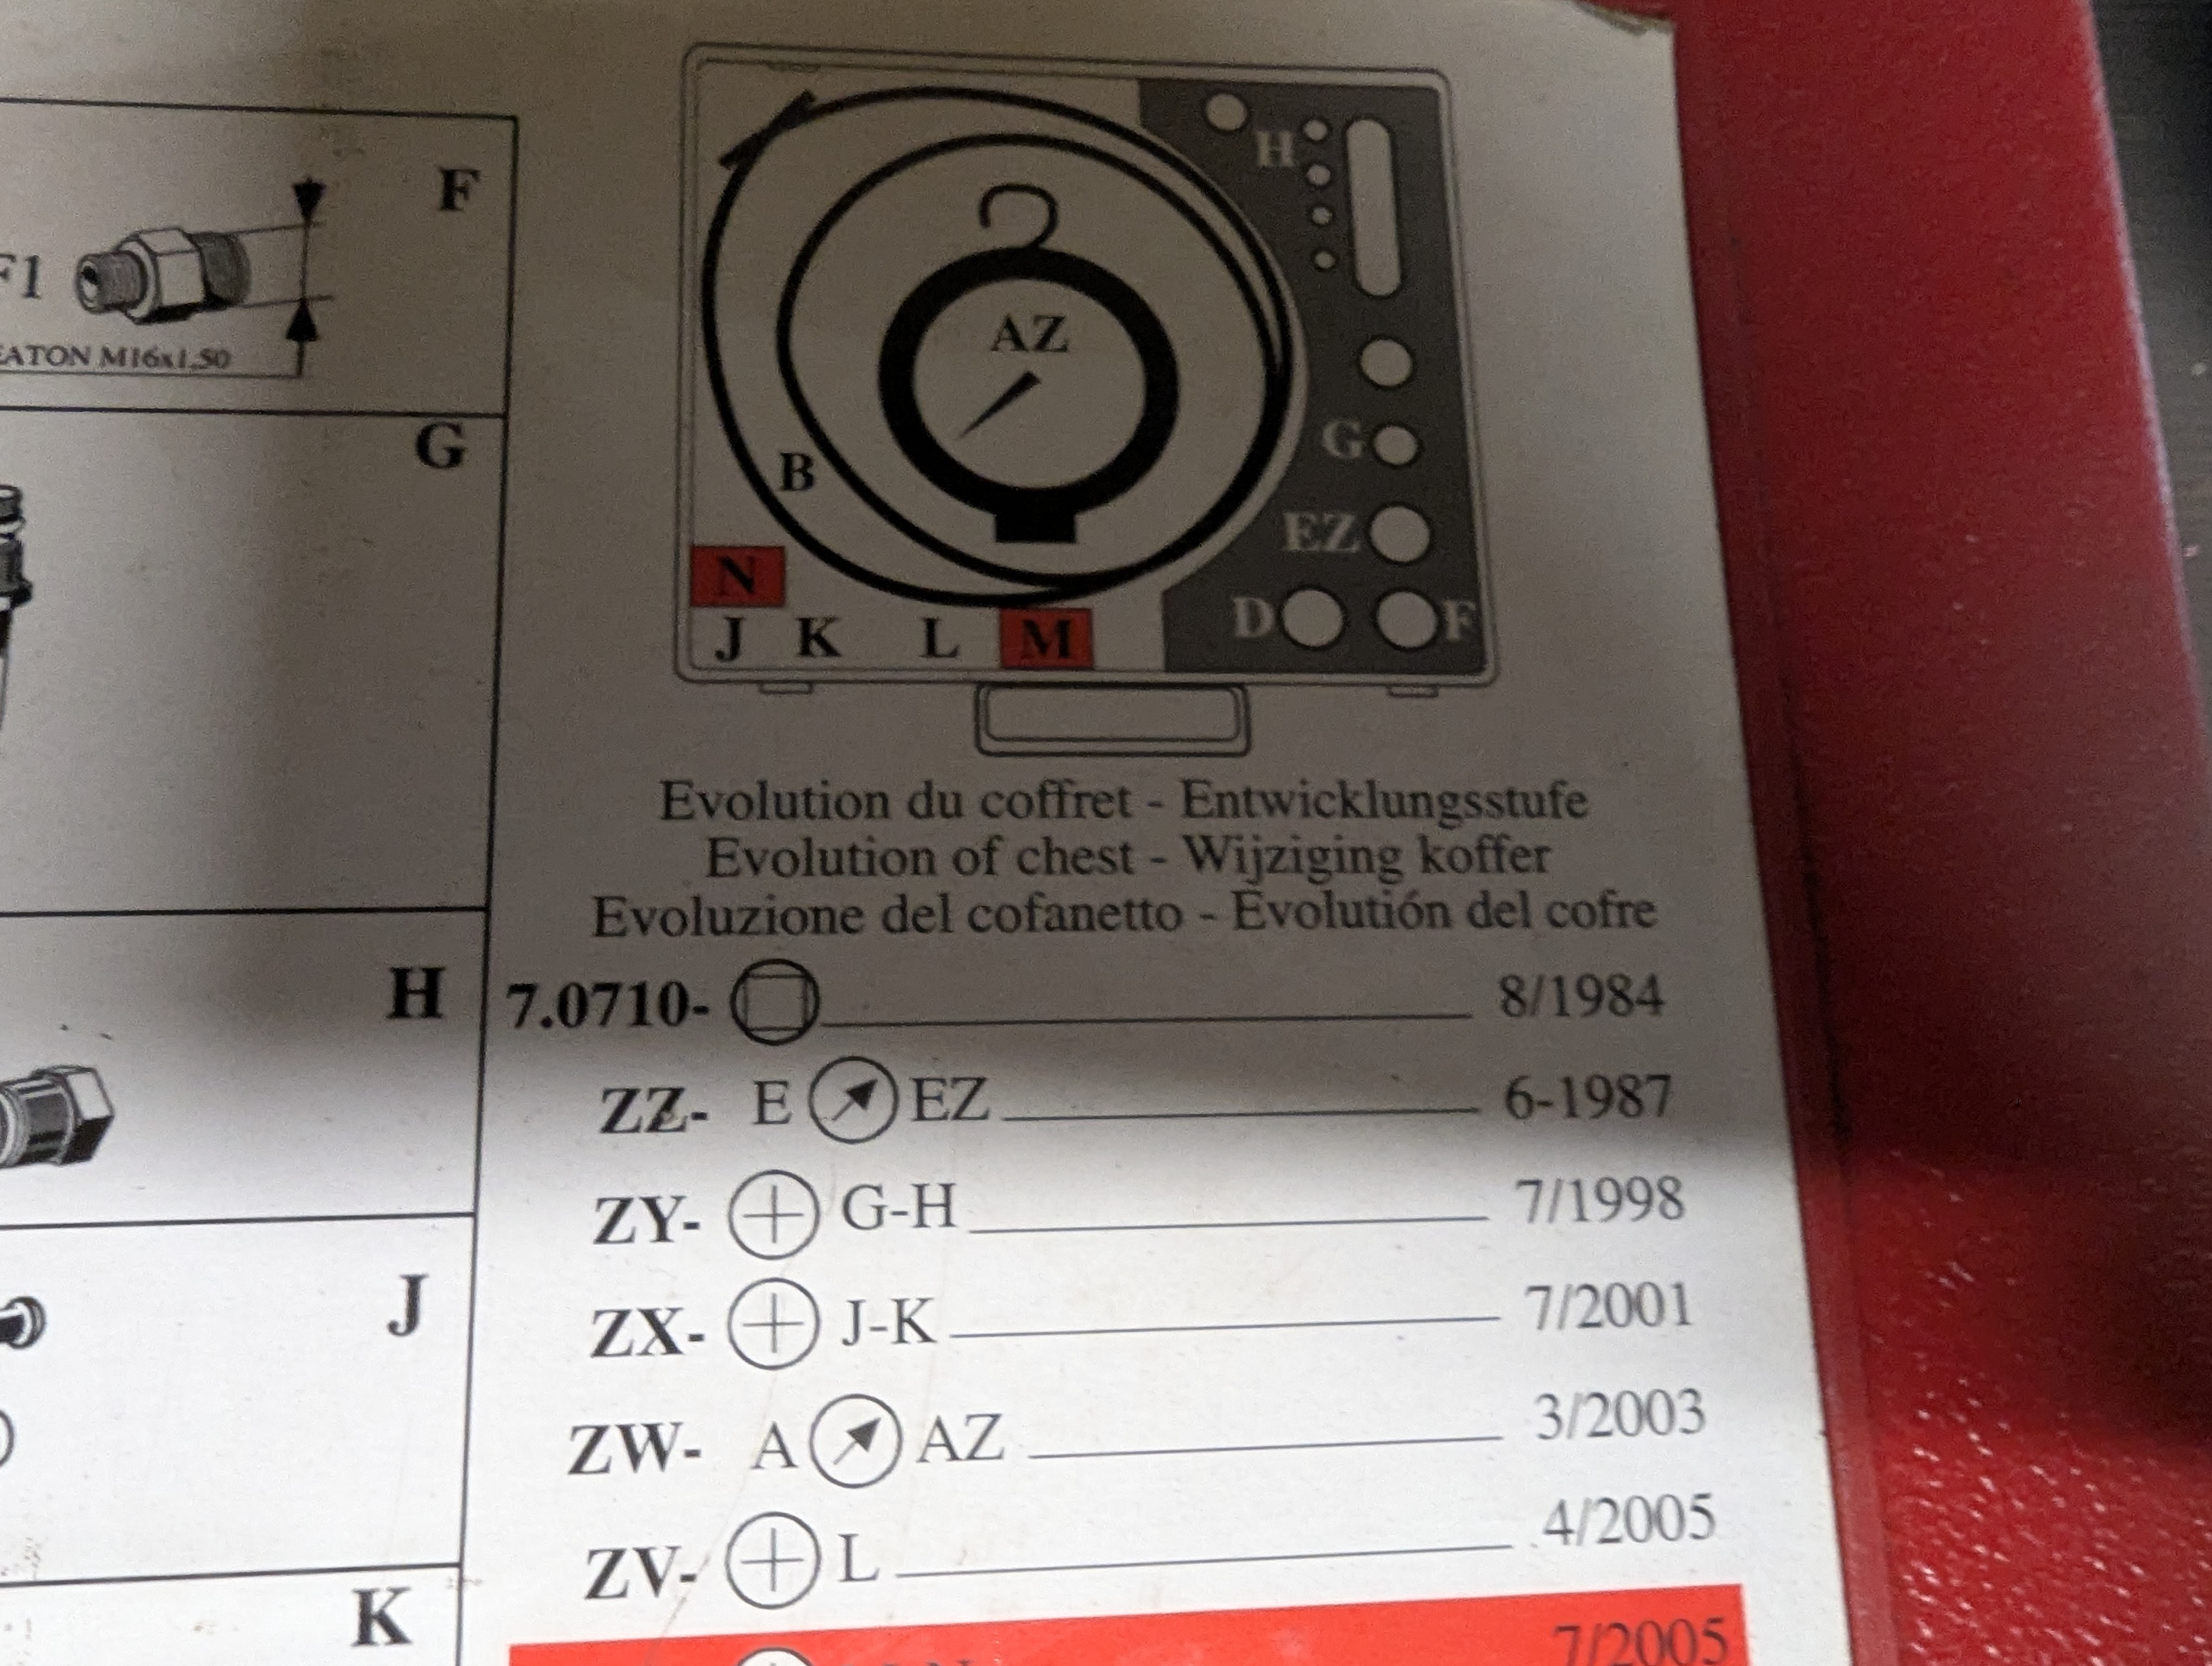 F
F1
EATON M16x1,50
G
H
J
K
H
AZ
G
B
EZ
N
D
F
J K L M
Evolution du coffret - Entwicklungsstufe
Evolution of chest - Wijziging koffer
Evoluzione del cofanetto - Evolutión del cofre
7.0710- 8/1984
ZZ- E EZ 6-1987
ZY- G-H 7/1998
ZX- J-K 7/2001
ZW- A AZ 3/2003
ZV- L 4/2005
7/2005